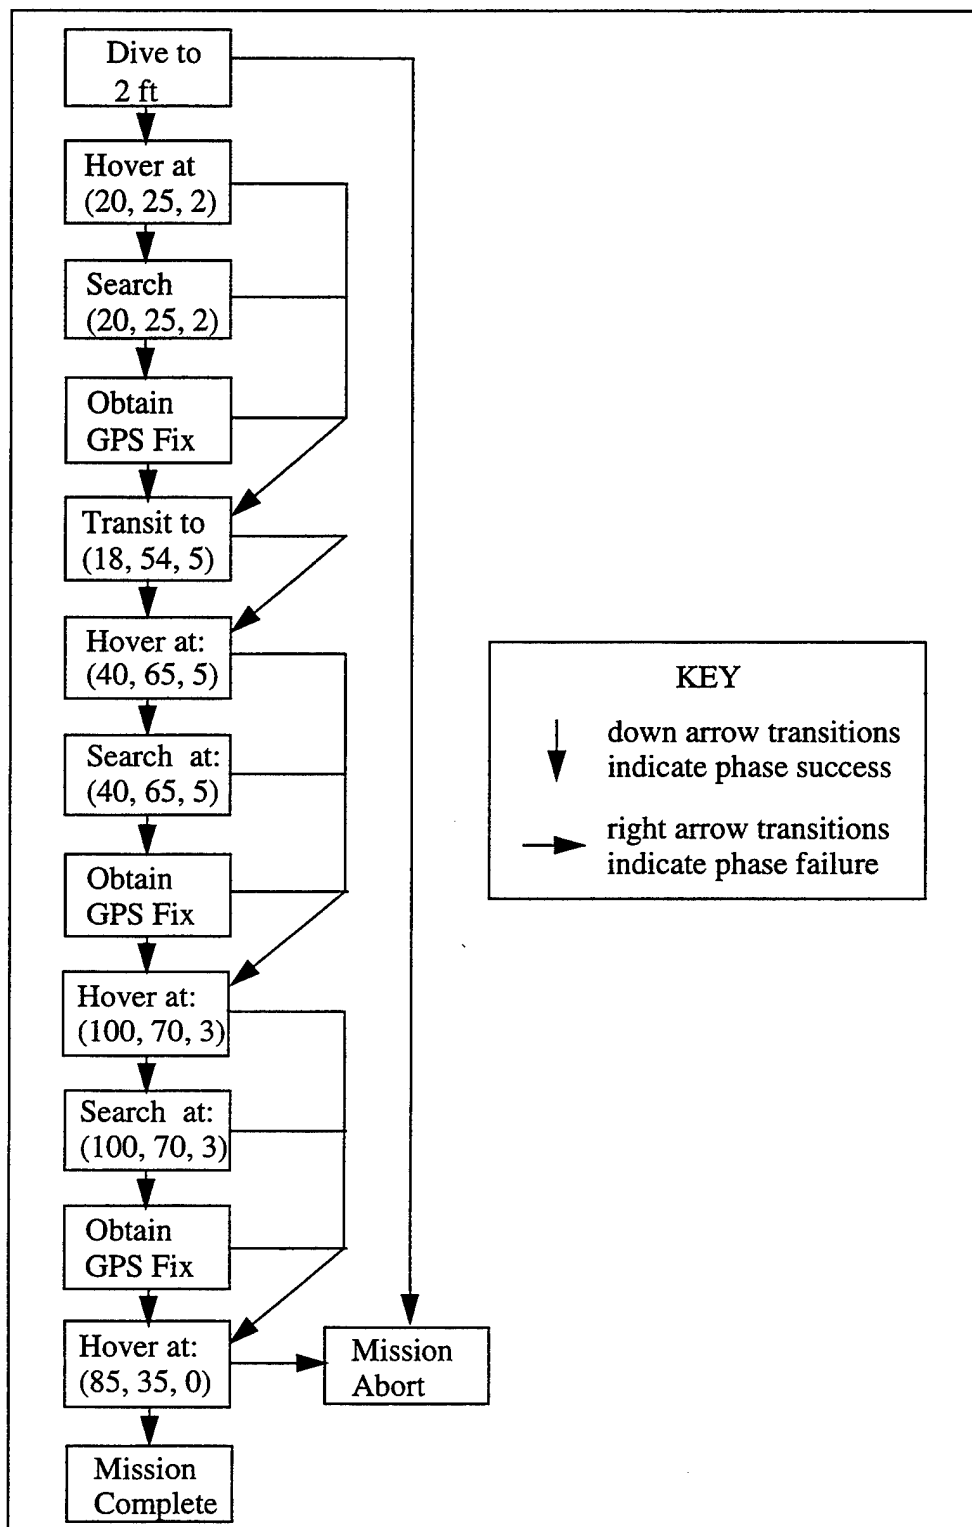 Dive to
2 ft
Hover at
(20, 25, 2)
Search
(20, 25, 2)
Obtain
GPS Fix
Transit to
(18, 54, 5)
Hover at:
(40, 65, 5)
Search at:
(40, 65, 5)
Obtain
GPS Fix
Hover at:
(100, 70, 3)
Search at:
(100, 70, 3)
Obtain
GPS Fix
Hover at:
(85, 35, 0)
Mission
Abort
Mission
Complete
KEY
down arrow transitions
indicate phase success
right arrow transitions
indicate phase failure